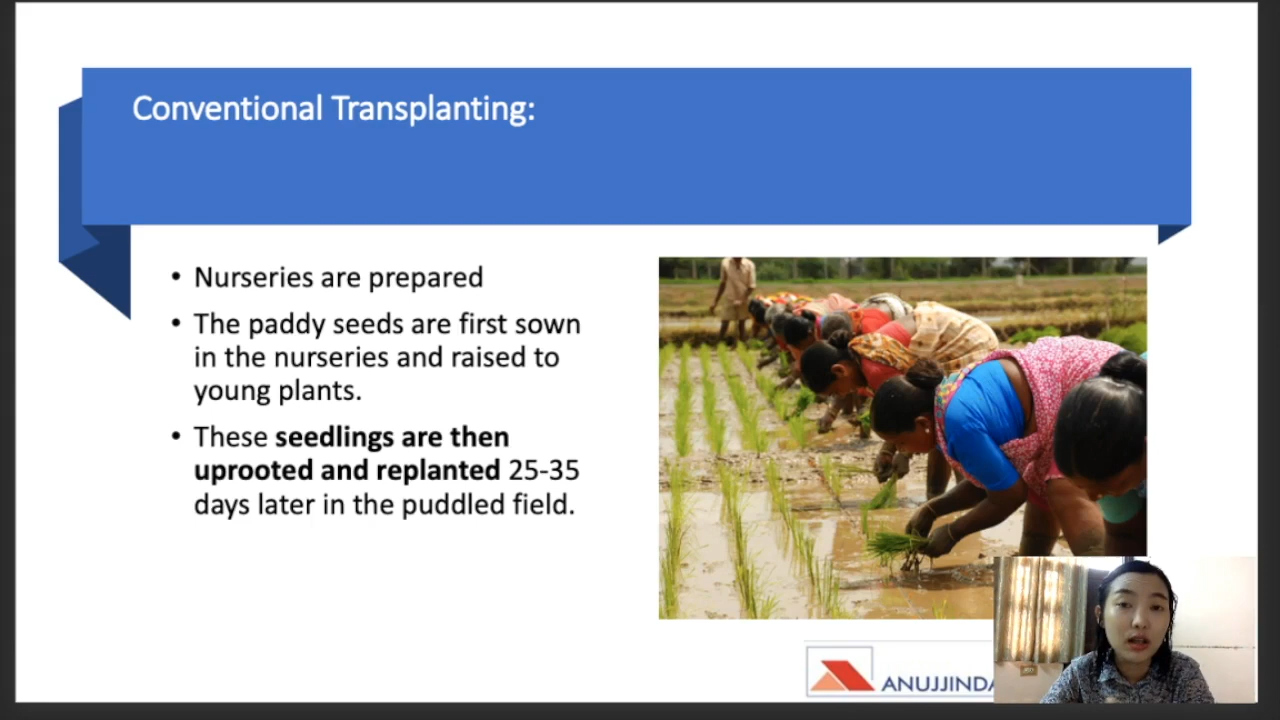 Conventional Transplanting:
• Nurseries are prepared
• The paddy seeds are first sown
in the nurseries and raised to
young plants.
• These seedlings are then
uprooted and replanted 25-35
days later in the puddled field.
ANUJJINDA